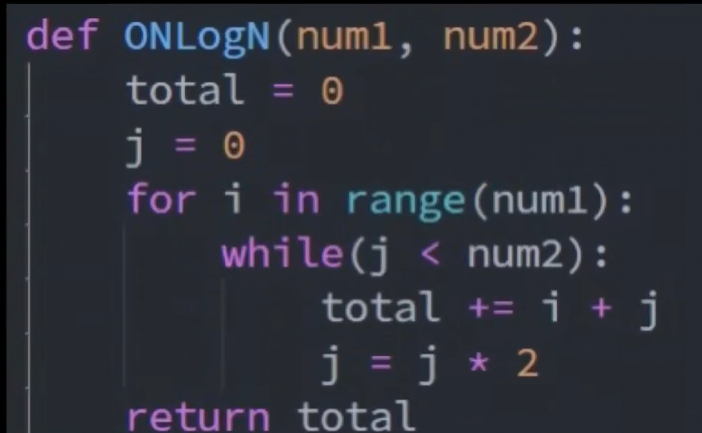 def ONLogN(num1, num2):
total = 0
j = 0
for i in range(num1):
while(j < num2):
total += i + j
j = j * 2
return total